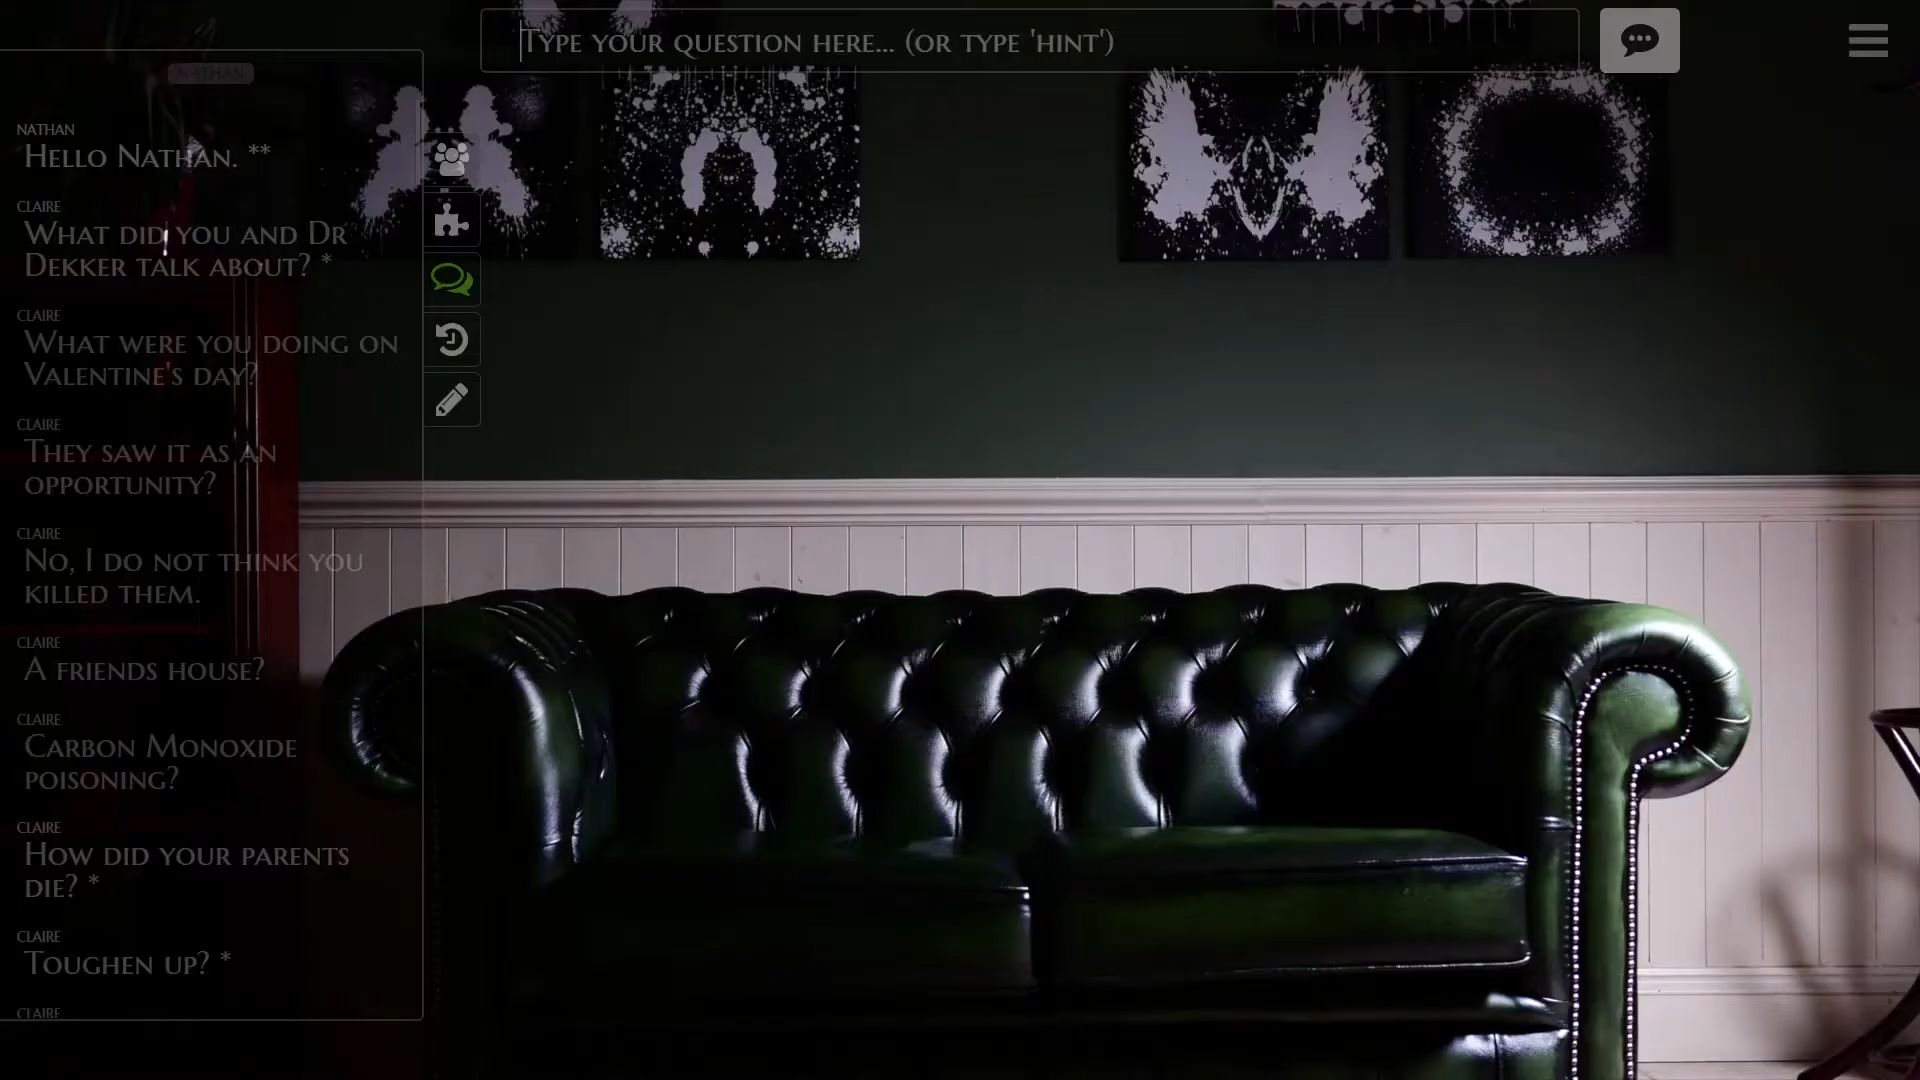 Type your question here... (or type 'hint')
NATHAN
NATHAN
Hello Nathan. **
CLAIRE
What did you and Dr
Dekker talk about? *
CLAIRE
What were you doing on
Valentine's day?
CLAIRE
They saw it as an
opportunity?
CLAIRE
No, I do not think you
killed them.
CLAIRE
A friends house?
CLAIRE
Carbon Monoxide
poisoning?
CLAIRE
How did your parents
die? *
CLAIRE
Toughen up? *
CLAIRE